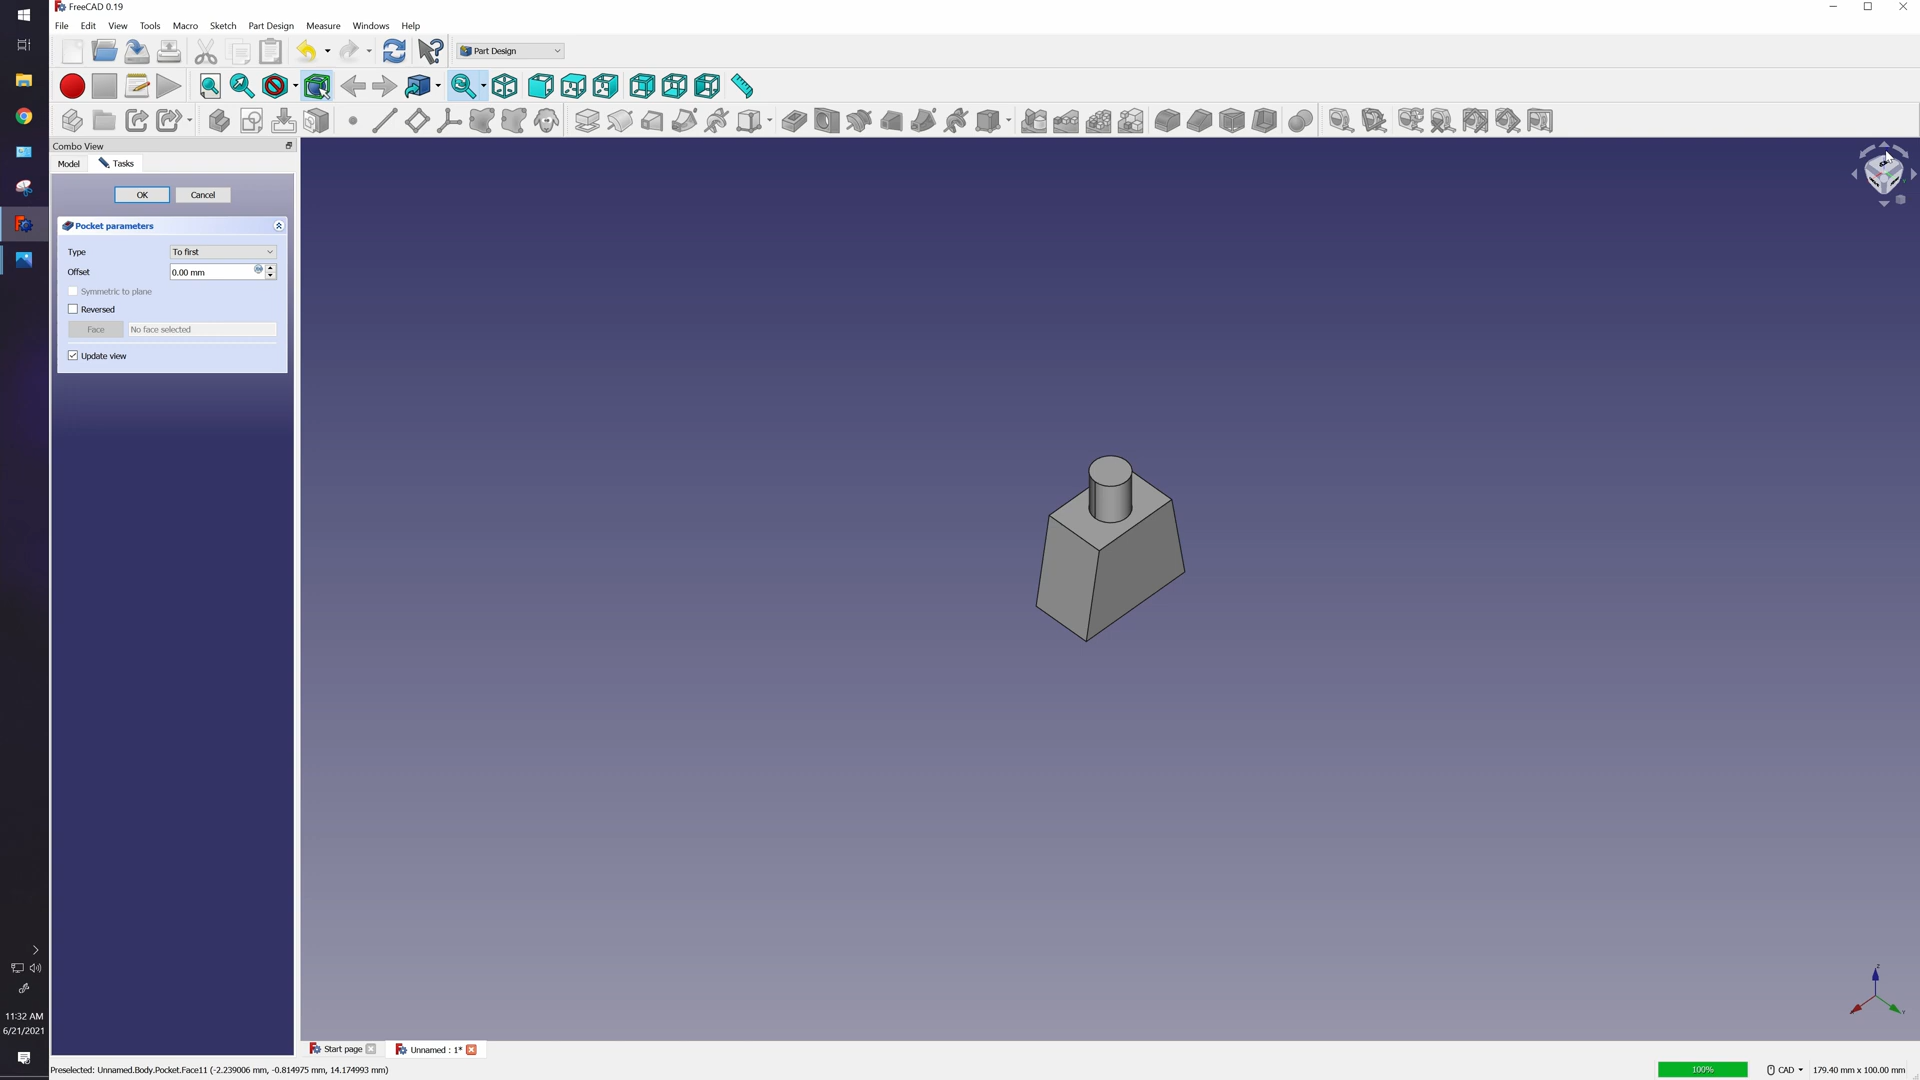 FreeCAD 0.19
File Edit View Tools Macro Sketch Part Design Measure Windows Help
Part Design
Combo View
Model Tasks
OK Cancel
Pocket parameters
Type To first
Offset 0.00 mm
Symmetric to plane
Reversed
Face No face selected
Update view
Z
Y
11:32 AM
6/21/2021
Start page Unnamed : 1*
Preselected: Unnamed.Body.Pocket.Face11 (-2.239006 mm, -0.814975 mm, 14.174993 mm) 100% CAD 179.40 mm x 100.00 mm